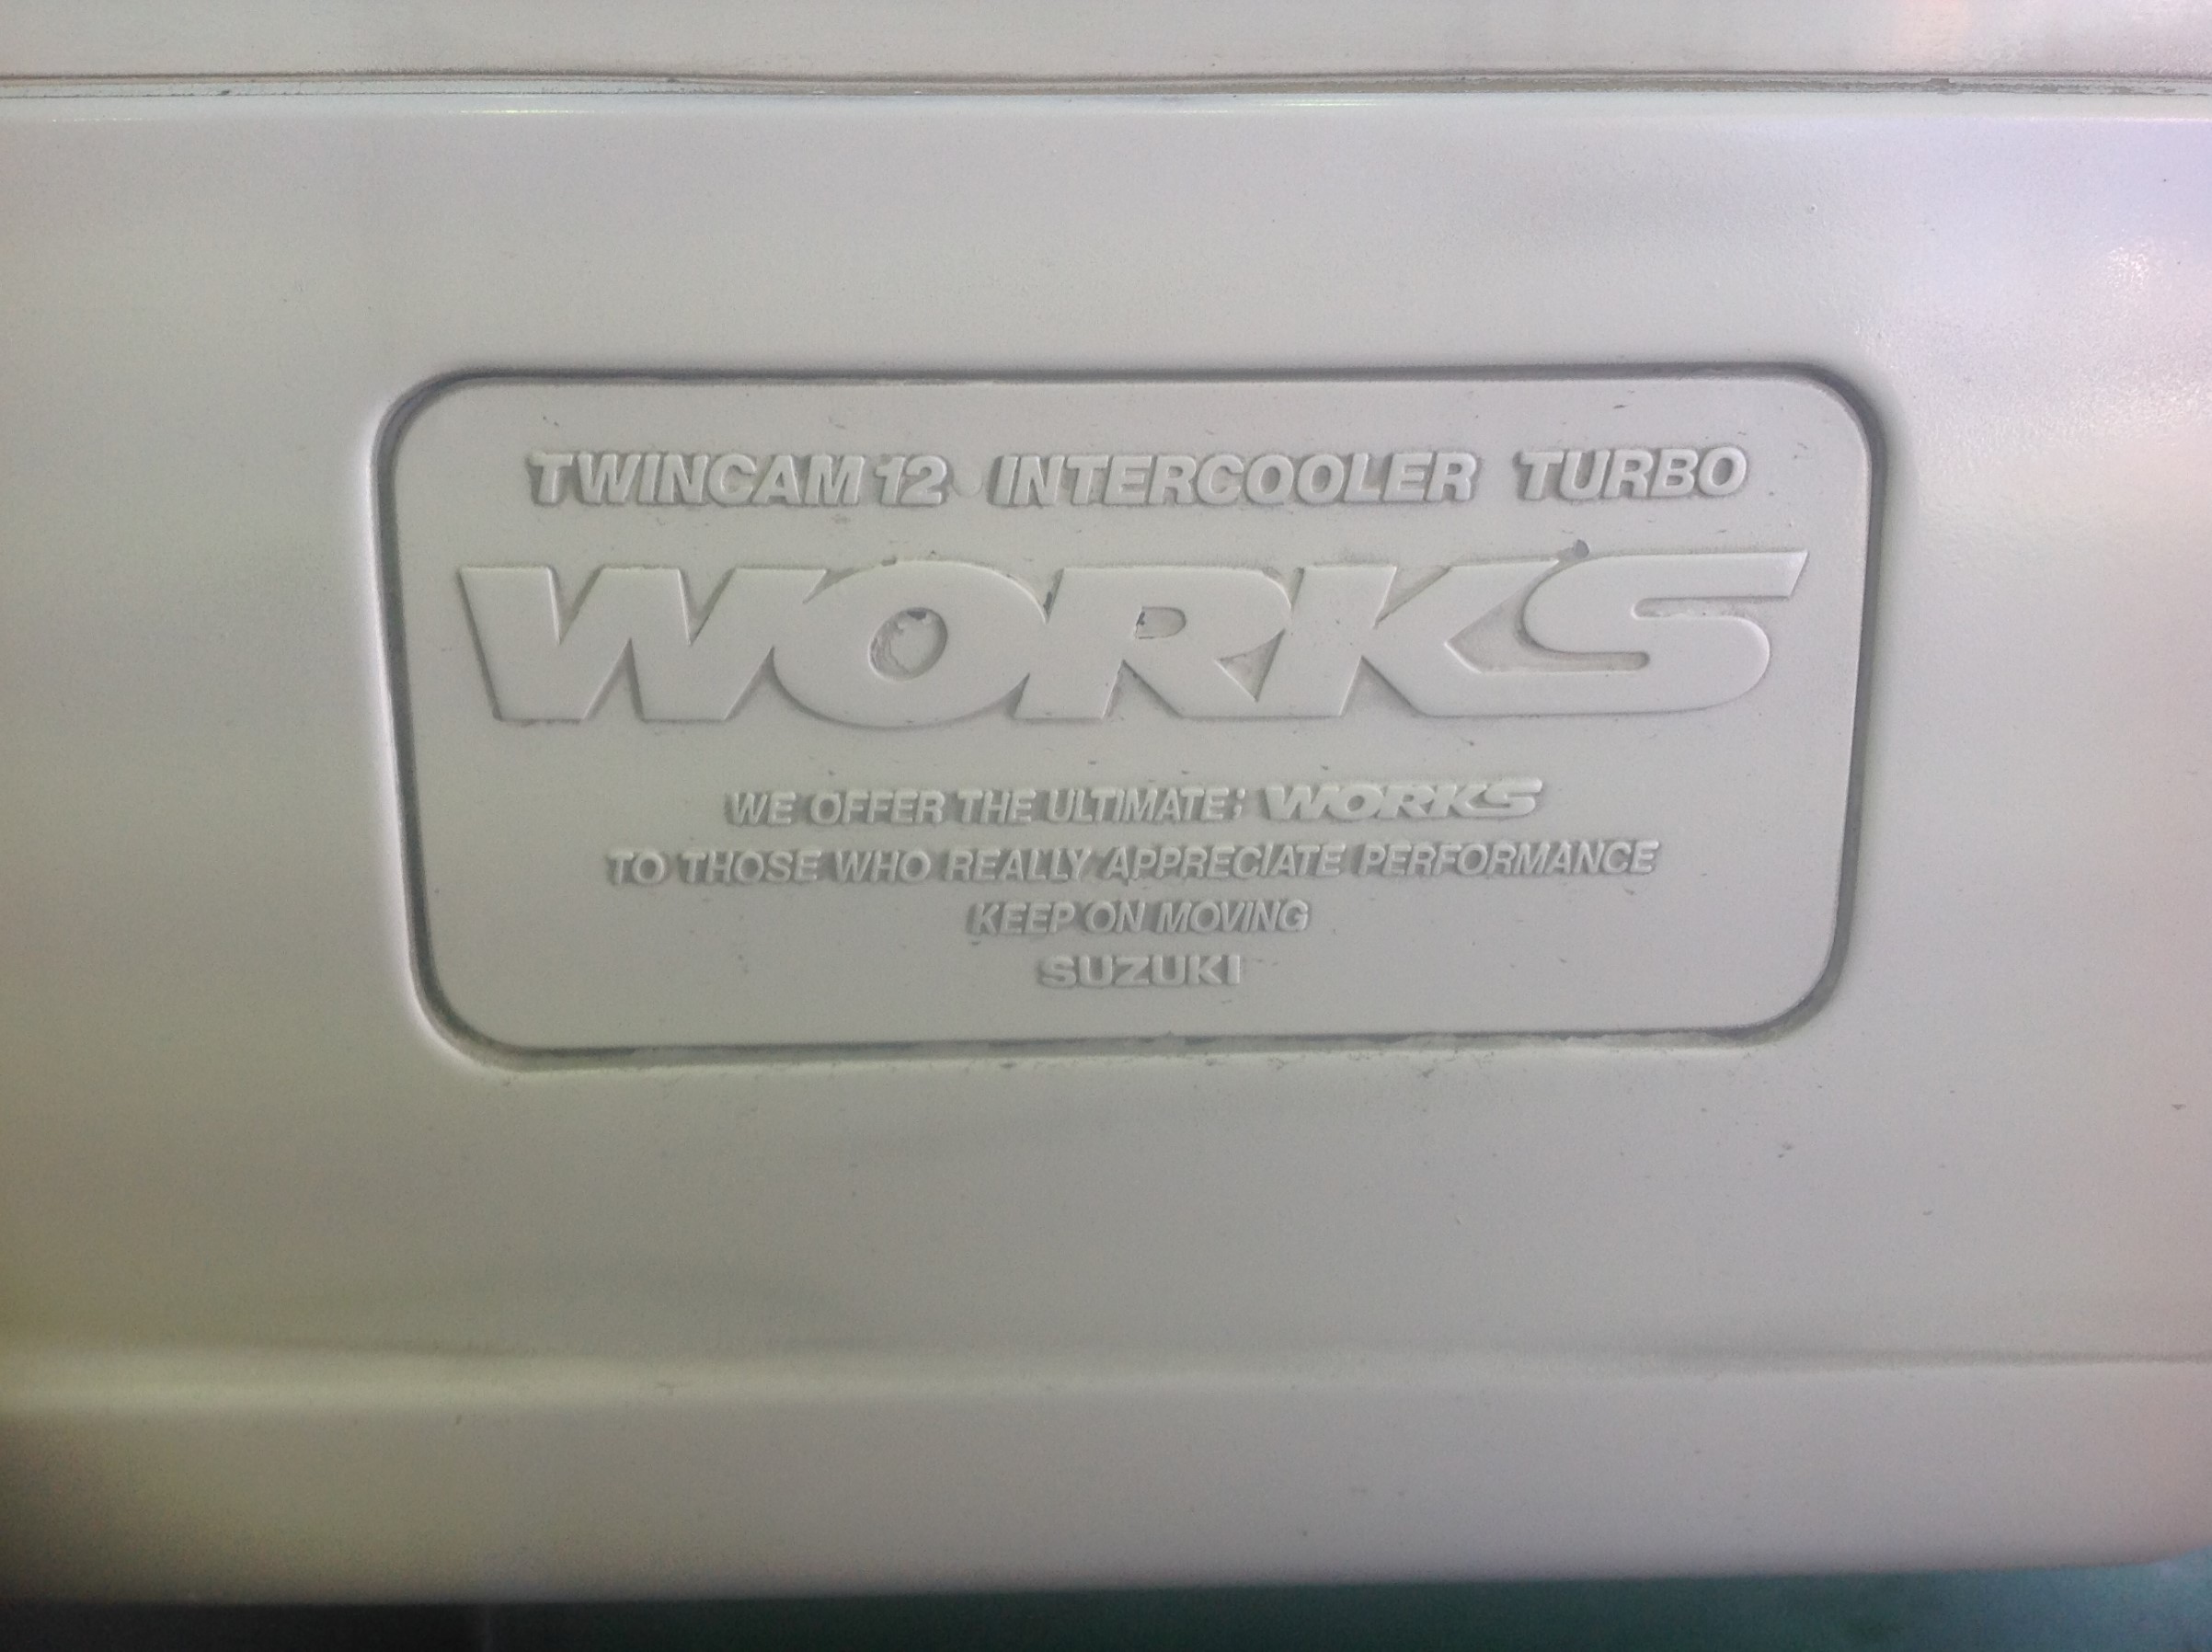 TWINCAM 12 INTERCOOLER TURBO
WORKS
WE OFFER THE ULTIMATE; WORKS
TO THOSE WHO REALLY APPRECIATE PERFORMANCE
KEEP ON MOVING
SUZUKI